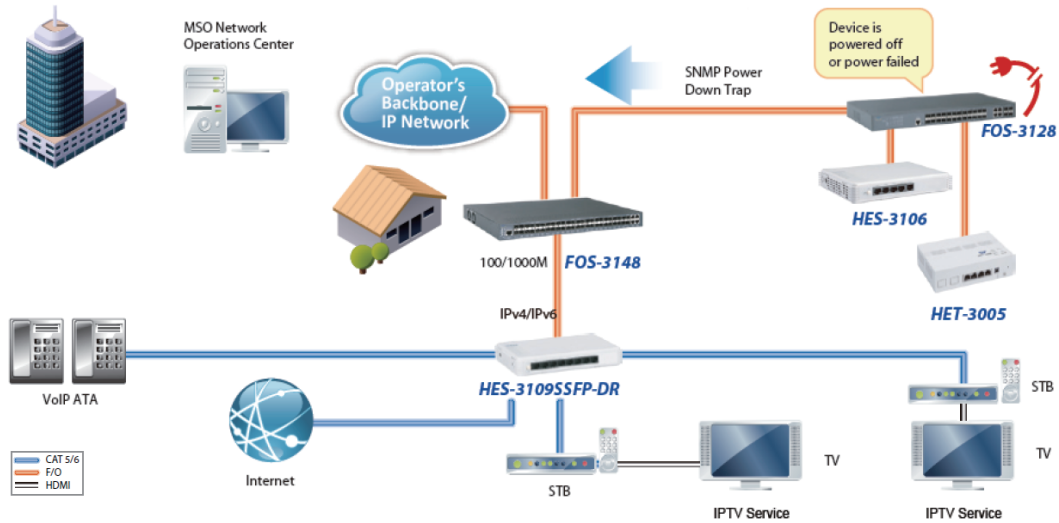 MSO Network
Operations Center
Operator's
Backbone/
IP Network
SNMP Power
Down Trap
Device is
powered off
or power failed
FOS-3128
HES-3106
HET-3005
100/1000M
FOS-3148
IPv4/IPv6
HES-3109SSFP-DR
VoIP ATA
Internet
STB
TV
IPTV Service
STB
TV
IPTV Service
CAT 5/6
F/O
HDMI